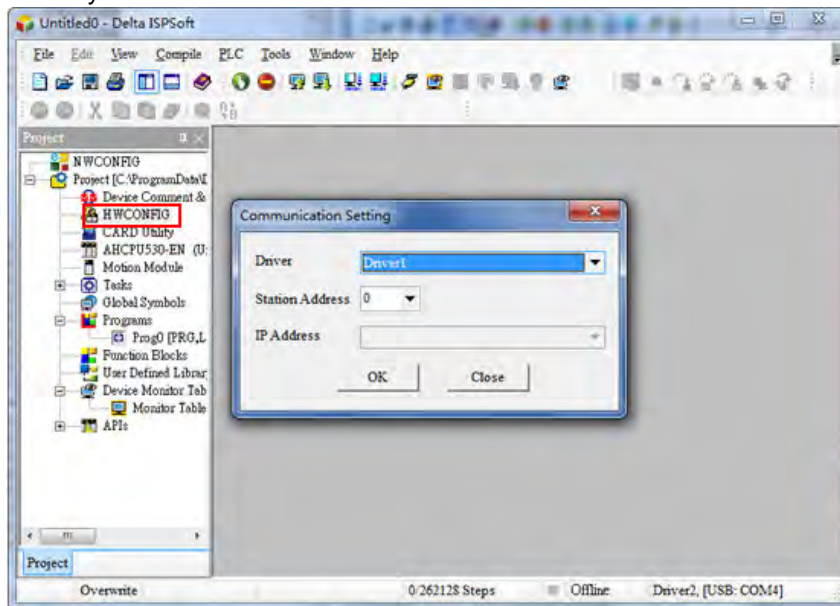 Untitled0 - Delta ISPSoft
File Edit View Compile PLC Tools Window Help
Project
NWCONFIG
Project [C:\ProgramData\D
Device Comment &
HWCONFIG
CARD Utility
AHCPU530-EN (U:
Motion Module
Tasks
Global Symbols
Programs
Prog0 [PRG,L
Function Blocks
User Defined Librar
Device Monitor Tab
Monitor Table
APIs
Project
Communication Setting
Driver Driver1
Station Address 0
IP Address
OK Close
Overwrite 0/262128 Steps Offline Driver2, [USB: COM4]